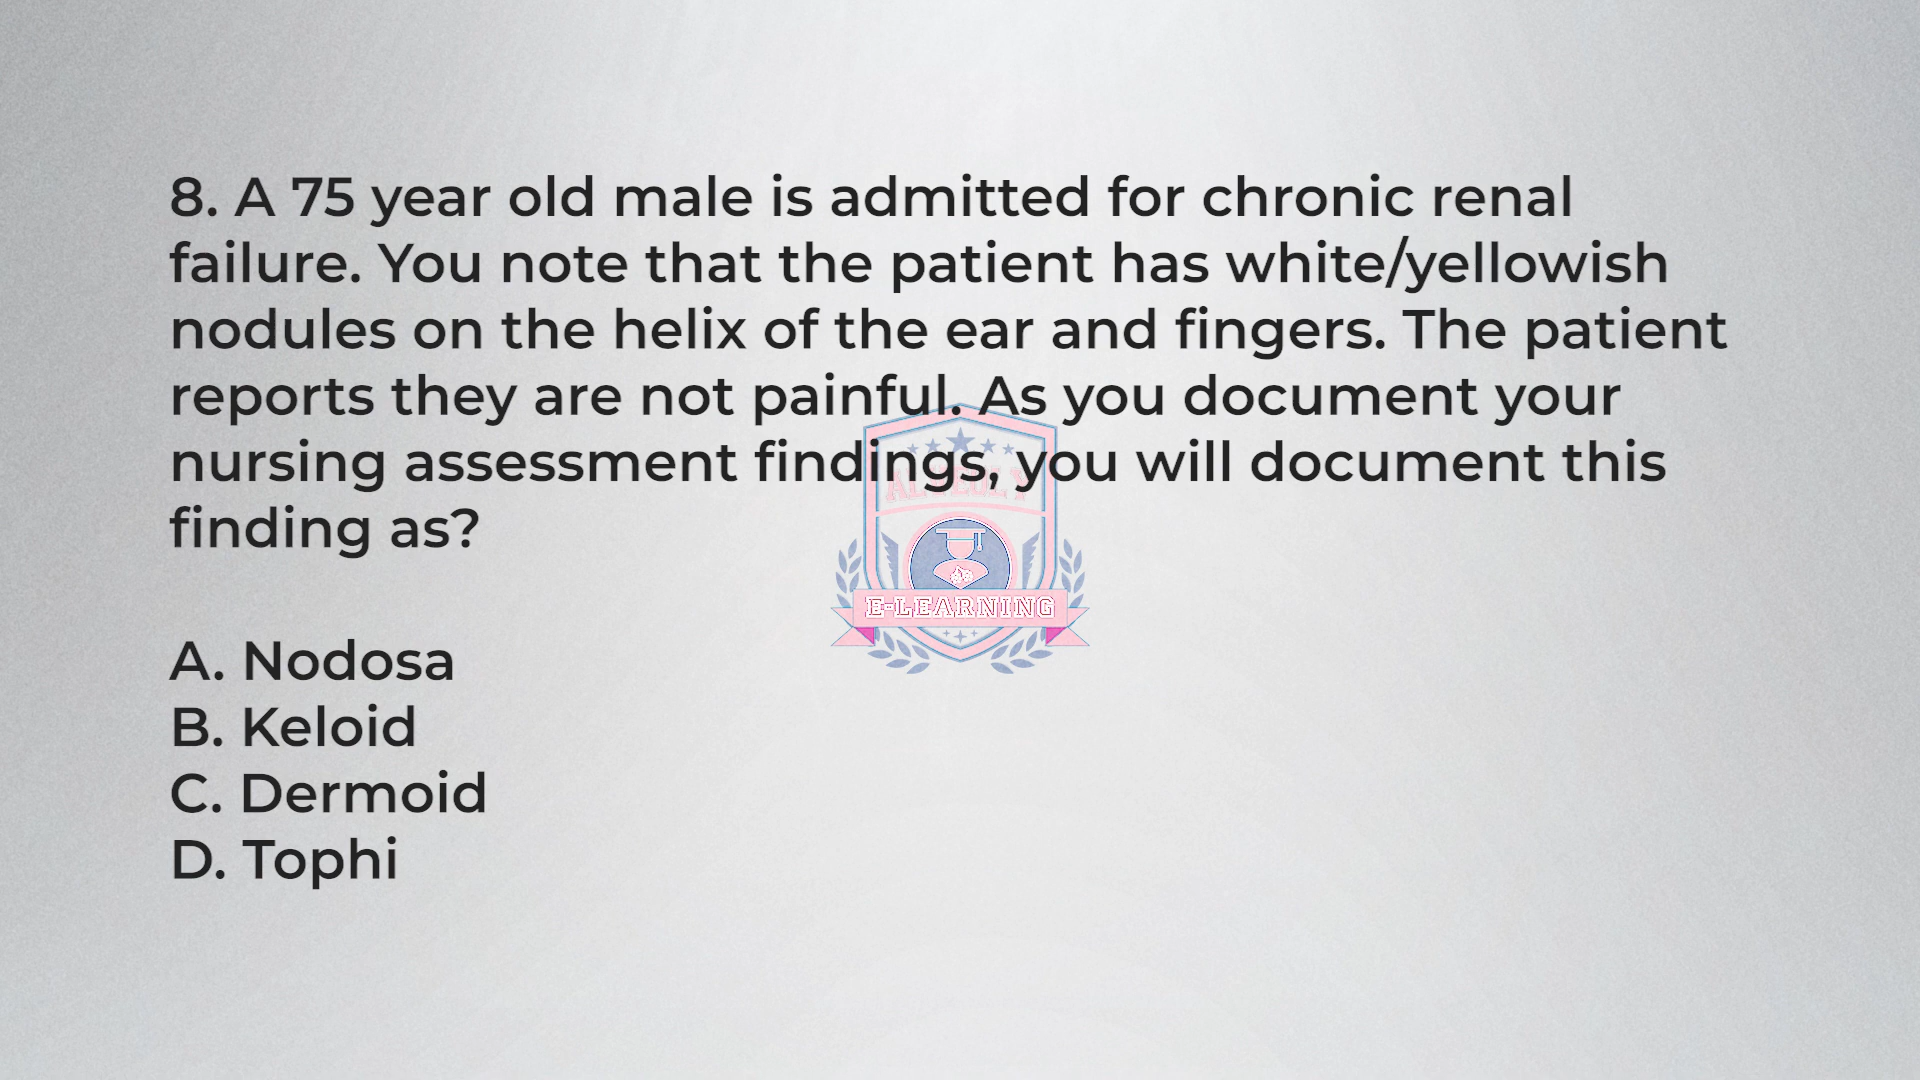 8. A 75 year old male is admitted for chronic renal
failure. You note that the patient has white/yellowish
nodules on the helix of the ear and fingers. The patient
reports they are not painful. As you document your
nursing assessment findings, you will document this
finding as?
E-LEARNING
A. Nodosa
B. Keloid
C. Dermoid
D. Tophi